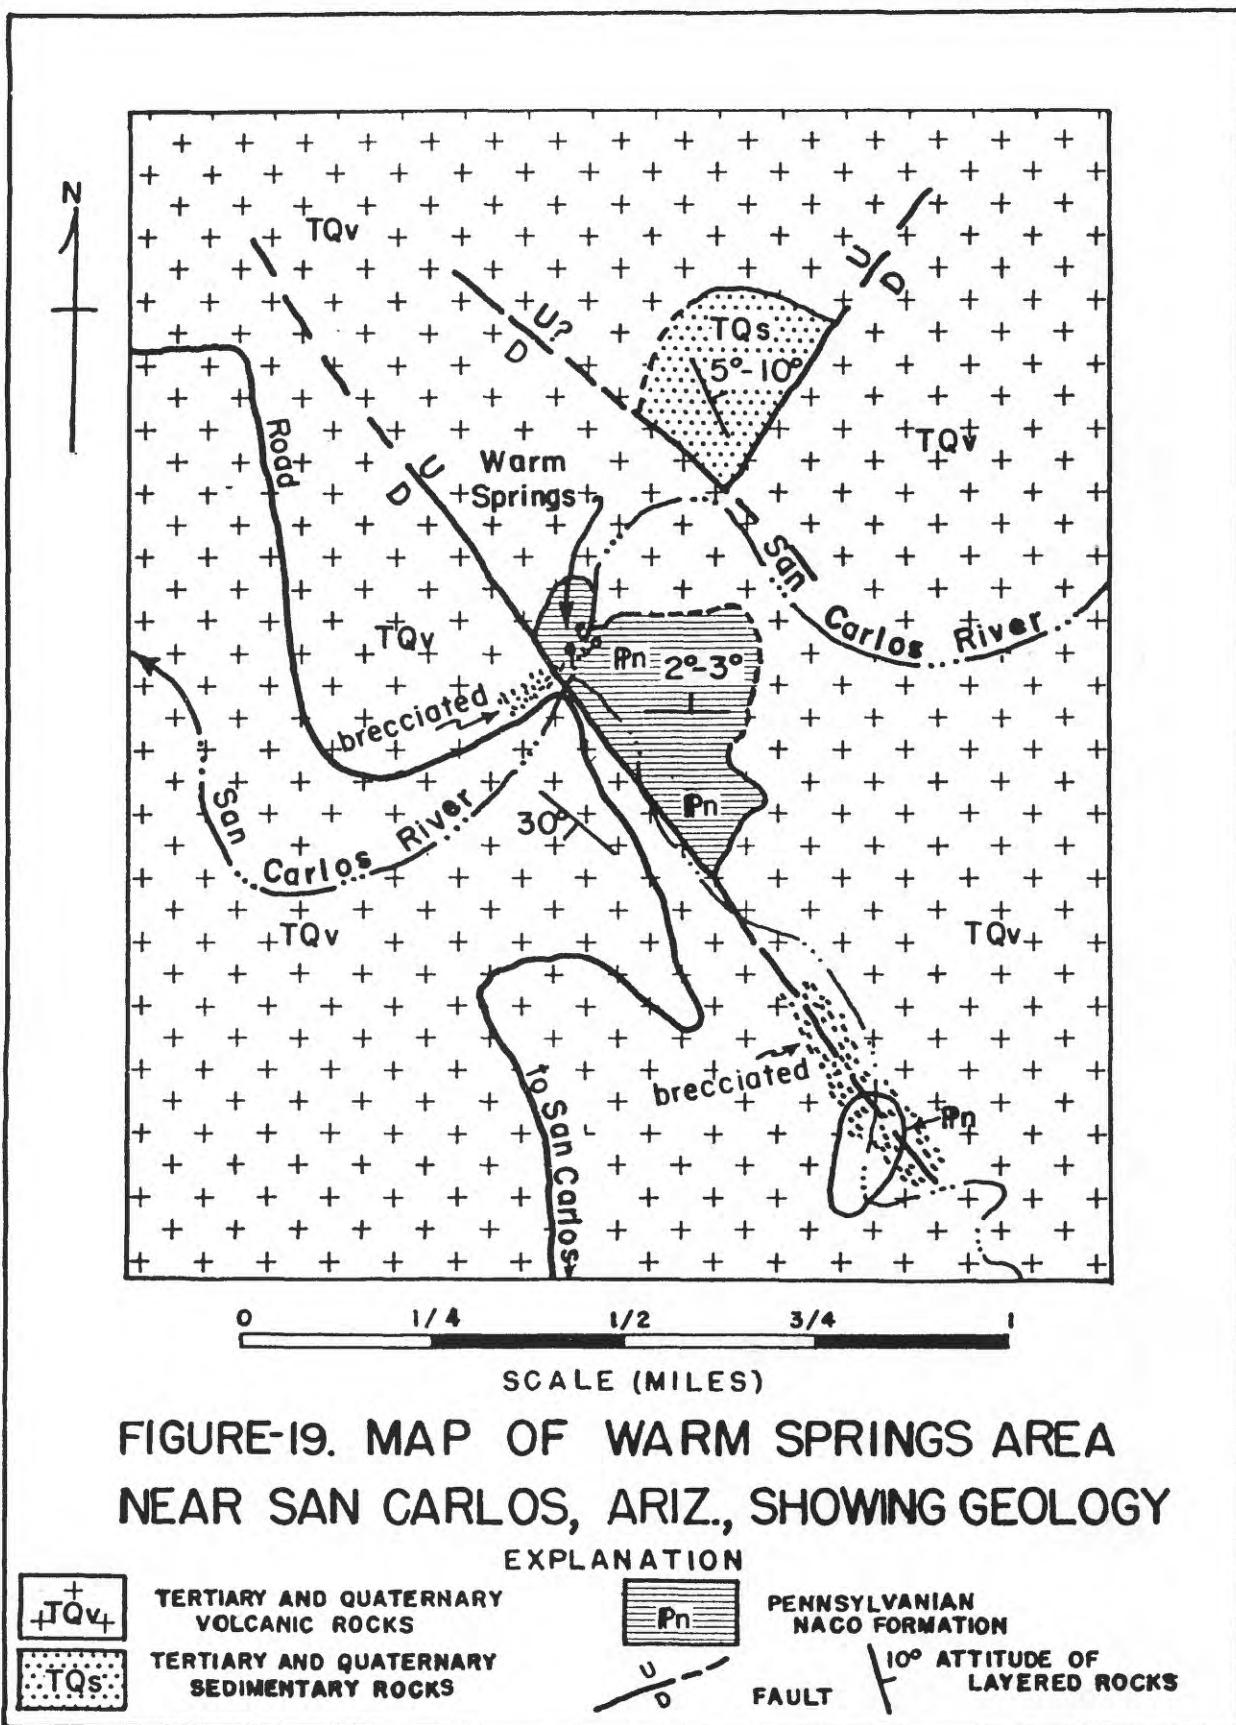 N
TQv
U
D
U?
D
TQs
5°-10°
TQv
Road
U
D
Warm
Springs
San
Carlos River
TQv
Pn
2°-3°
brecciated
San
Carlos River
30°
Pn
TQv
TQv
brecciated
Pn
to San Carlos
0 1/4 1/2 3/4 1
SCALE (MILES)
FIGURE-19. MAP OF WARM SPRINGS AREA
NEAR SAN CARLOS, ARIZ., SHOWING GEOLOGY
EXPLANATION
TQv
TERTIARY AND QUATERNARY
VOLCANIC ROCKS
TQs
TERTIARY AND QUATERNARY
SEDIMENTARY ROCKS
Pn
PENNSYLVANIAN
NACO FORMATION
U
D
FAULT
10° ATTITUDE OF
LAYERED ROCKS